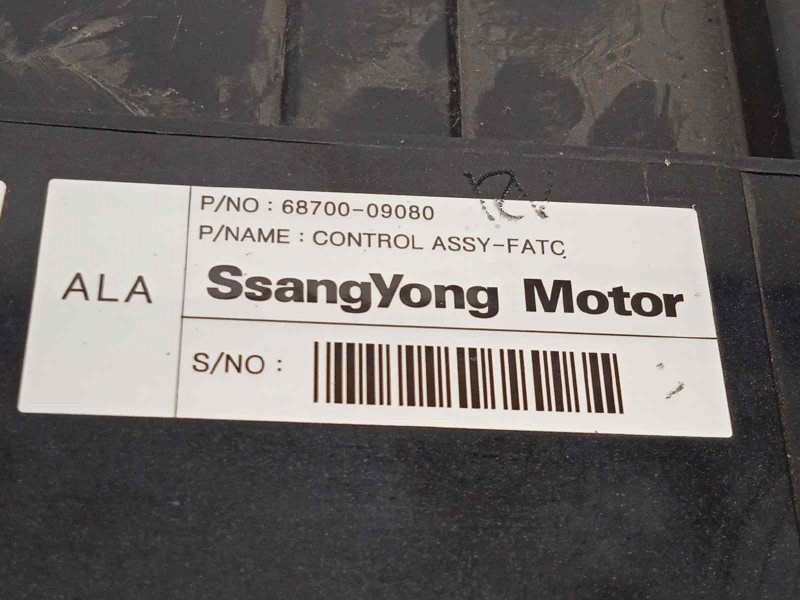 P/NO : 68700-09080
P/NAME : CONTROL ASSY-FATC
ALA
SsangYong Motor
S/NO :